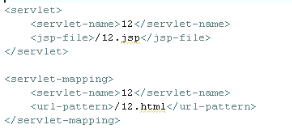 <servlet>
<servlet-name>12</servlet-name>
<jsp-file>/12.jsp</jsp-file>
</servlet>
<servlet-mapping>
<servlet-name>12</servlet-name>
<url-pattern>/12.html</url-pattern>
</servlet-mapping>